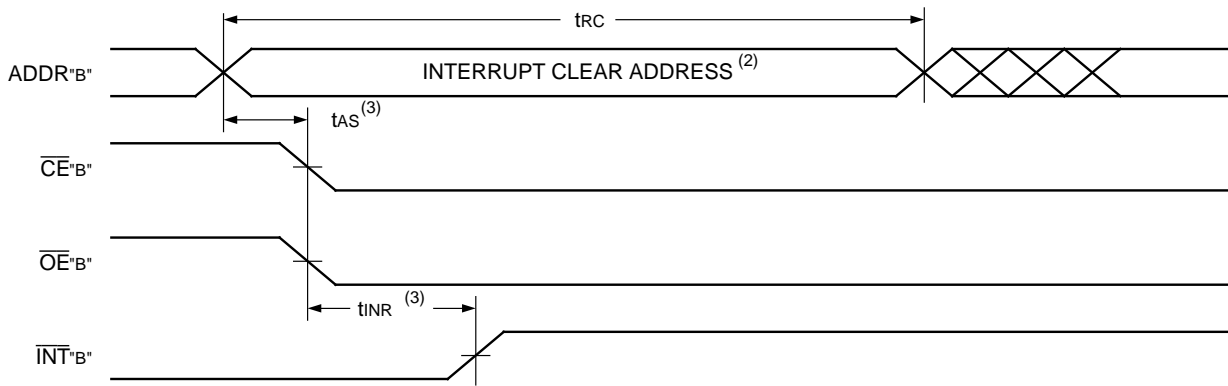 tRC
ADDR"B"
INTERRUPT CLEAR ADDRESS (2)
tAS(3)
CE"B"
OE"B"
tINR (3)
INT"B"